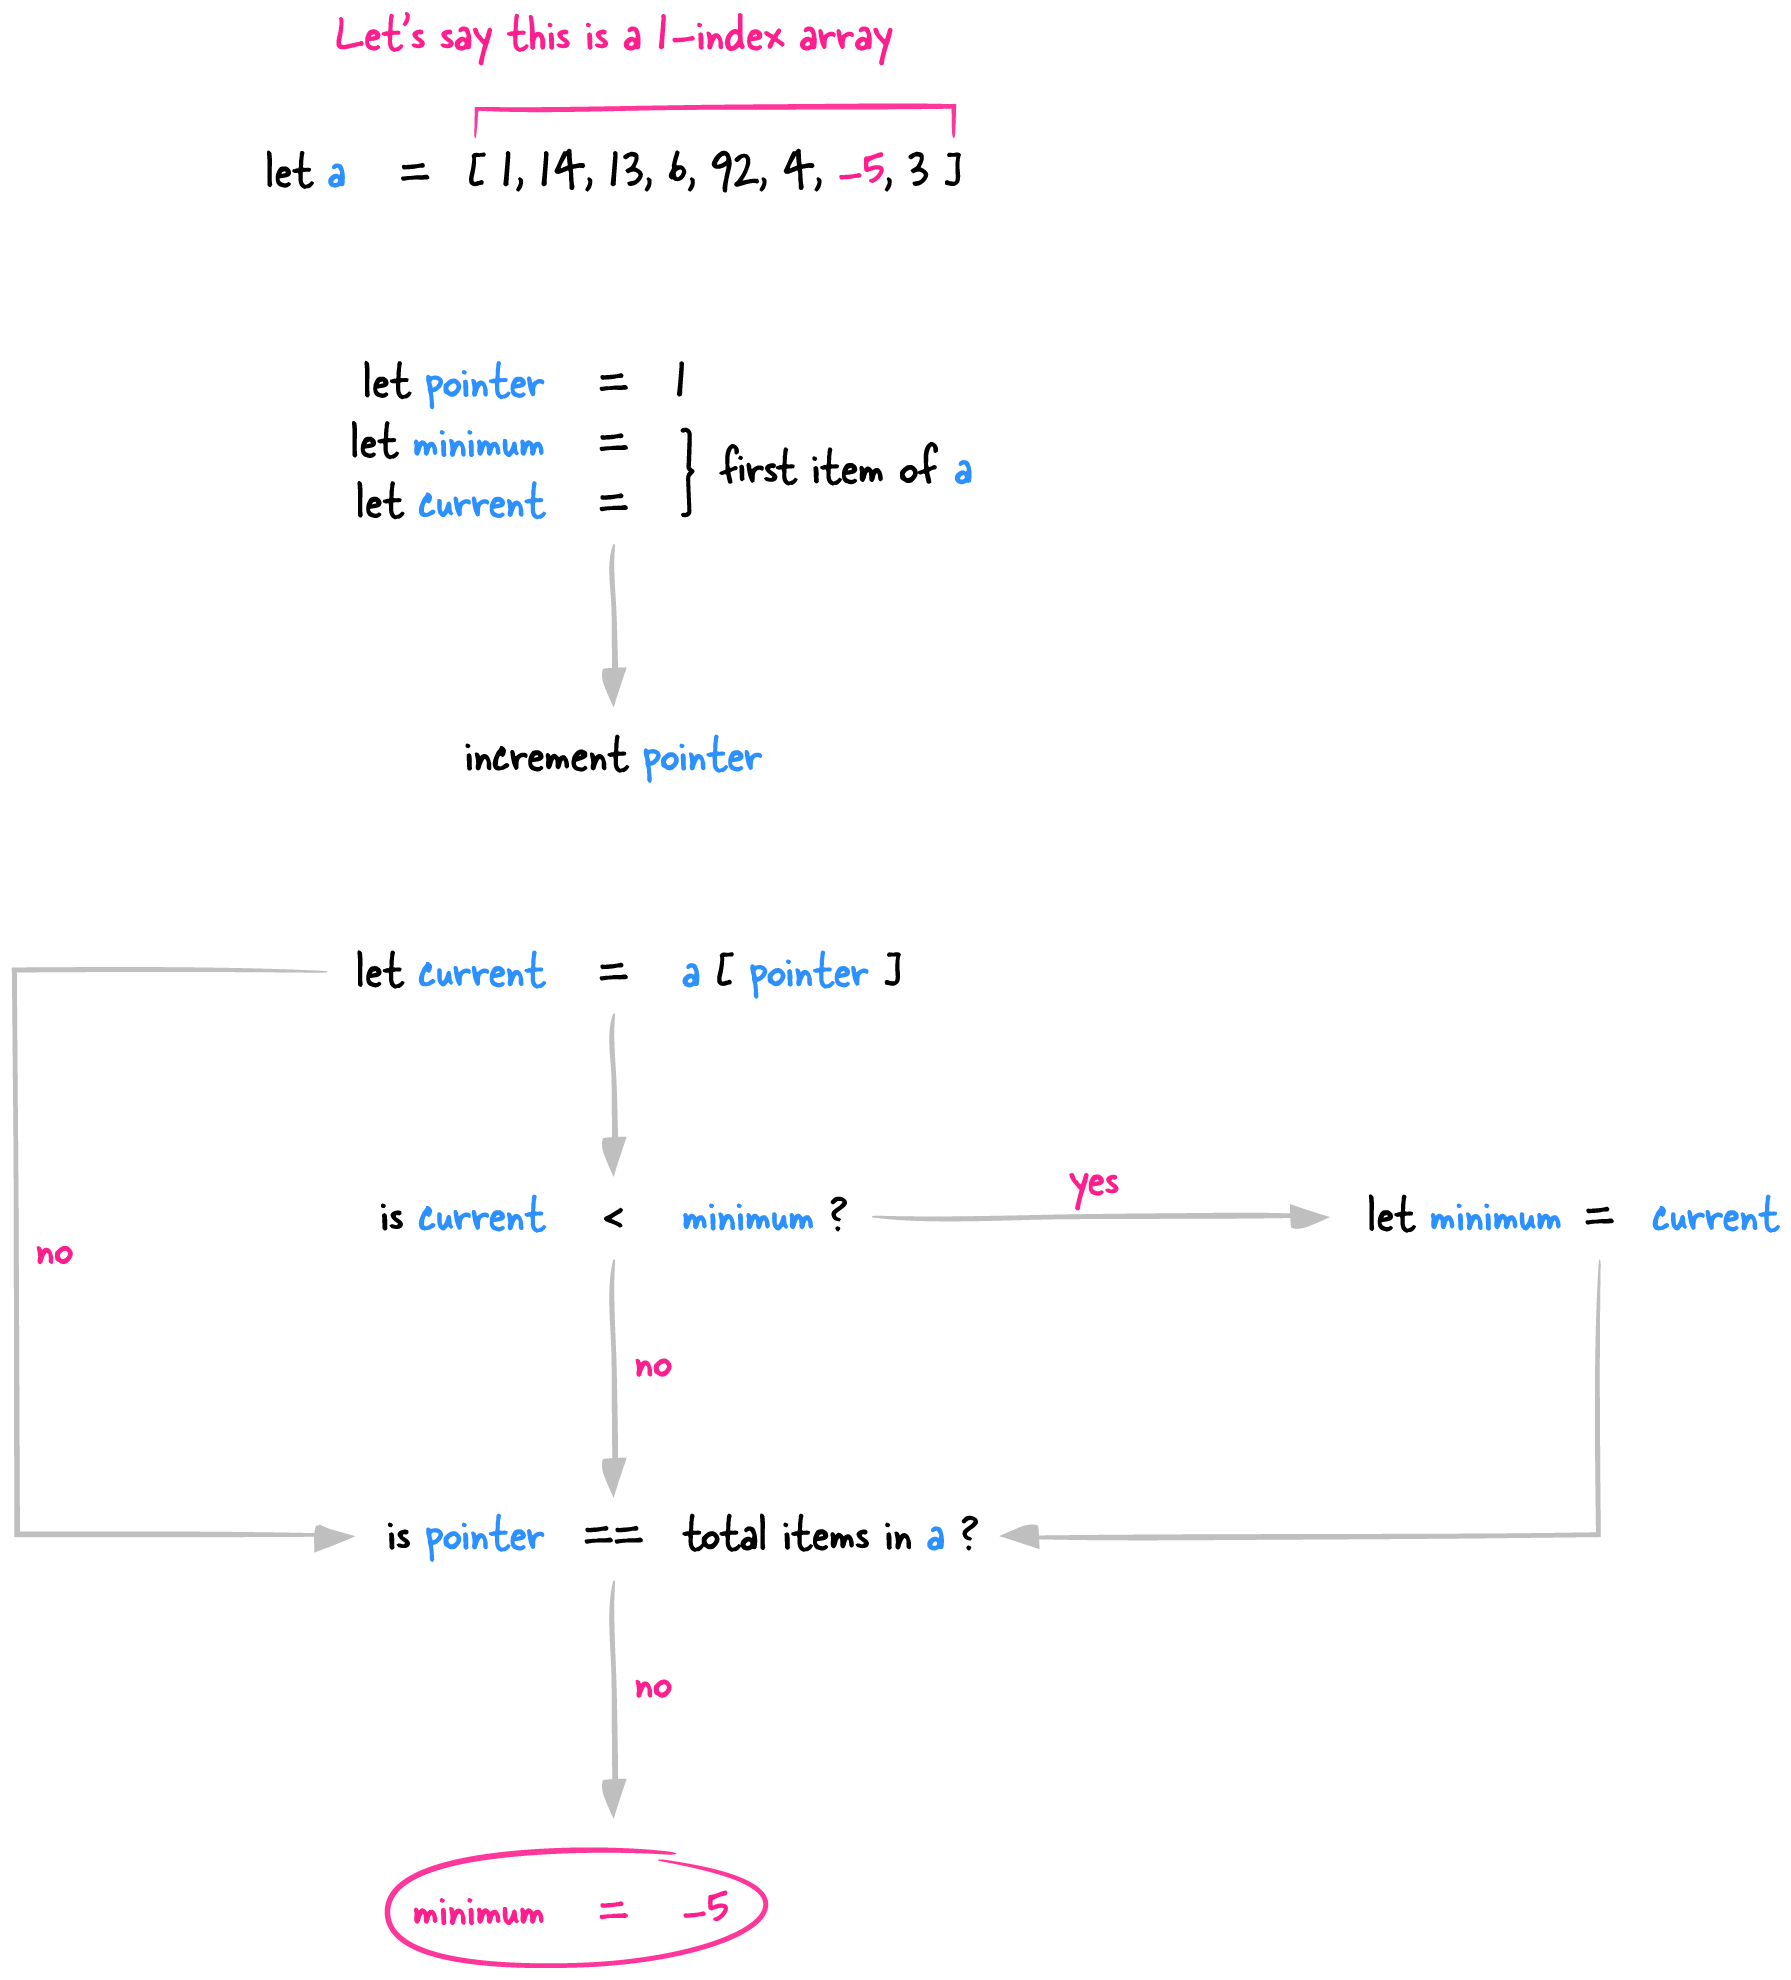 Let's say this is a 1-index array
let a = [ 1, 14, 13, 6, 92, 4, -5, 3 ]
let pointer = 1
let minimum =
let current =
} first item of a
increment pointer
let current = a [ pointer ]
is current < minimum ?
yes
let minimum = current
no
no
is pointer == total items in a ?
no
minimum = -5